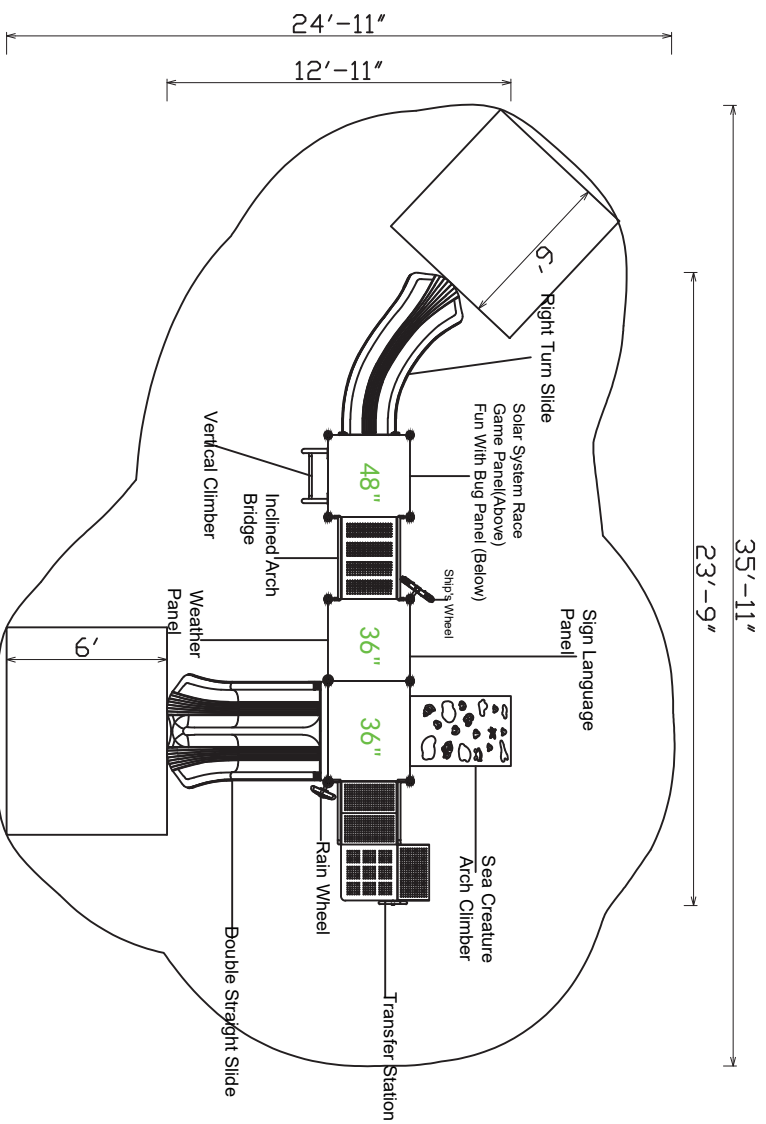 24'-11"
12'-11"
35'-11"
23'-9"
6'
Right Turn Slide
Solar System Race
Game Panel(Above)
Fun With Bug Panel (Below)
Vertical Climber
48"
Inclined Arch
Bridge
Ship's Wheel
Sign Language
Panel
Weather
Panel
36"
6'
36"
Sea Creature
Arch Climber
Rain Wheel
Double Straight Slide
Transfer Station